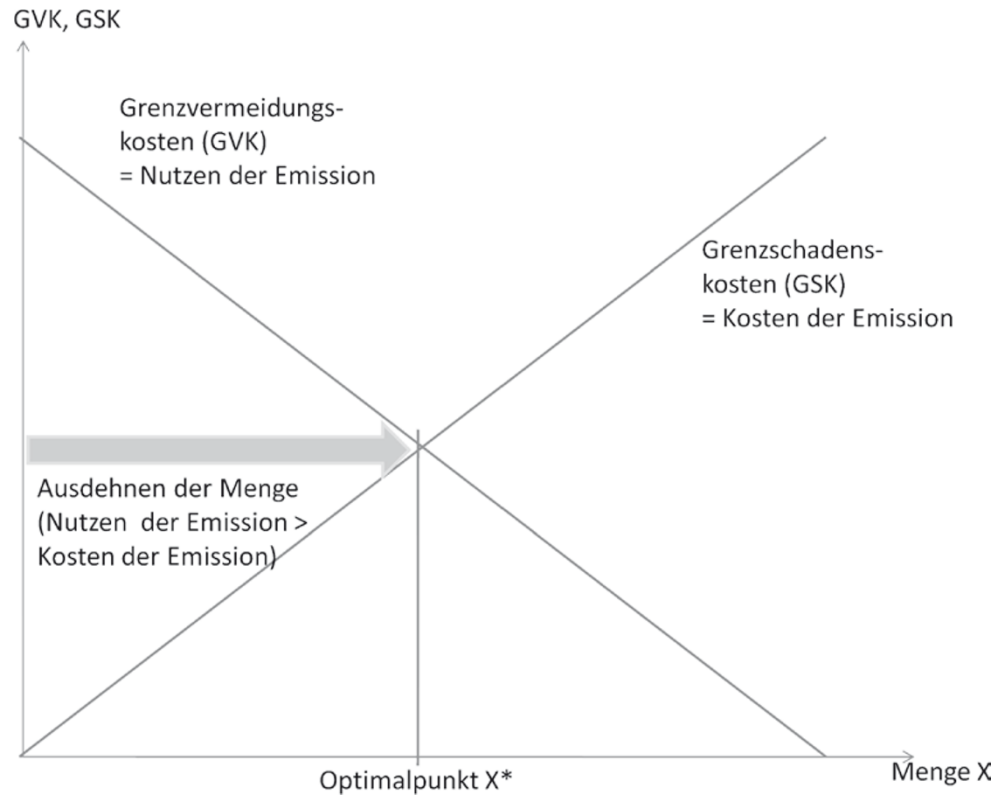 GVK, GSK
Grenzvermeidungs-
kosten (GVK)
= Nutzen der Emission
Grenzschadens-
kosten (GSK)
= Kosten der Emission
Ausdehnen der Menge
(Nutzen der Emission >
Kosten der Emission)
Optimalpunkt X*
Menge X